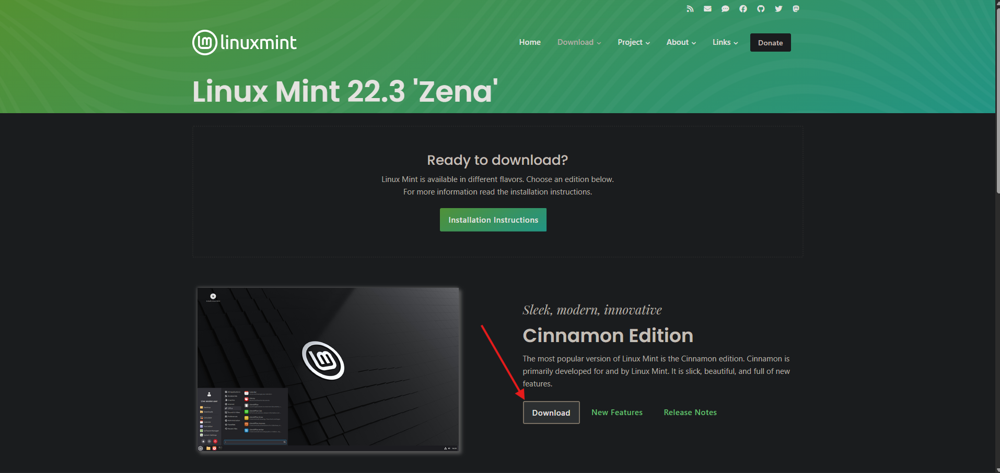 linuxmint
Home
Download
Project
About
Links
Donate
Linux Mint 22.3 'Zena'
Ready to download?
Linux Mint is available in different flavors. Choose an edition below.
For more information read the installation instructions.
Installation Instructions
Sleek, modern, innovative
Cinnamon Edition
The most popular version of Linux Mint is the Cinnamon edition. Cinnamon is
primarily developed for and by Linux Mint. It is slick, beautiful, and full of new
features.
Download
New Features
Release Notes